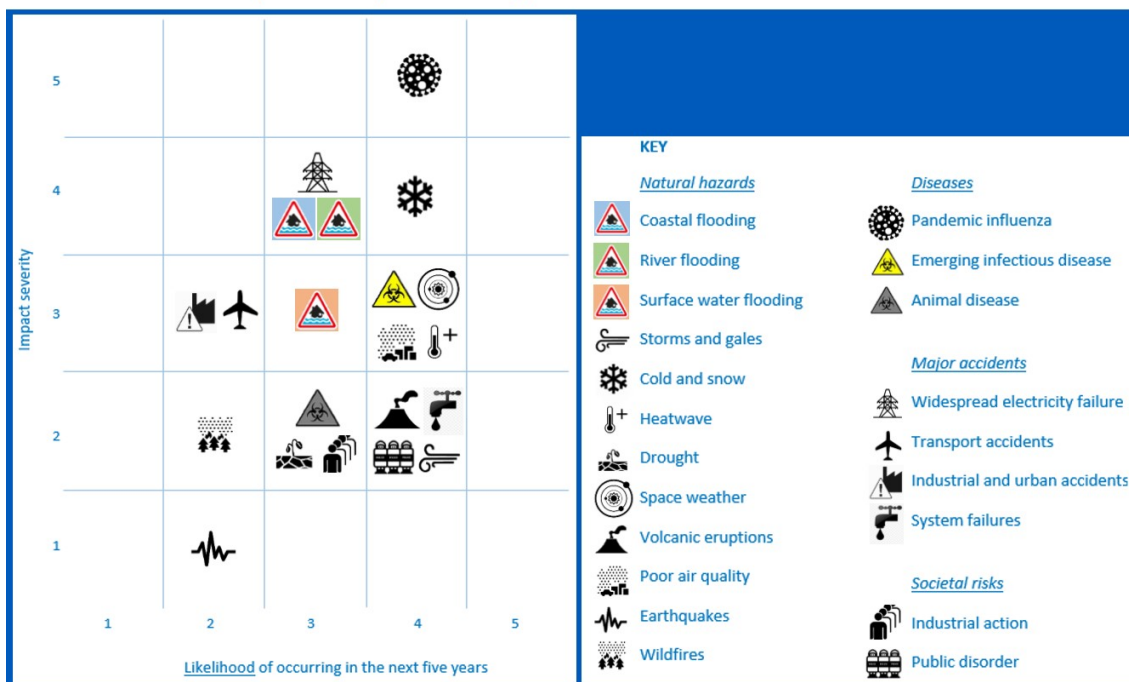 5
4
3
2
1
Impact severity
1 2 3 4 5
Likelihood of occurring in the next five years
KEY
Natural hazards
Coastal flooding
River flooding
Surface water flooding
Storms and gales
Cold and snow
Heatwave
Drought
Space weather
Volcanic eruptions
Poor air quality
Earthquakes
Wildfires
Diseases
Pandemic influenza
Emerging infectious disease
Animal disease
Major accidents
Widespread electricity failure
Transport accidents
Industrial and urban accidents
System failures
Societal risks
Industrial action
Public disorder